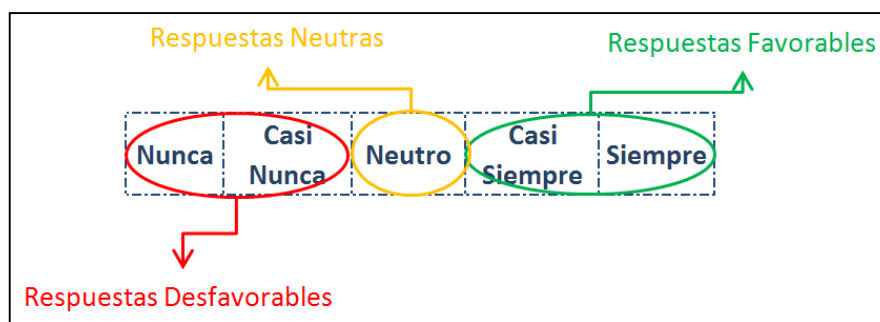 Respuestas Neutras
Respuestas Favorables
Nunca
Casi
Nunca
Neutro
Casi
Siempre
Siempre
Respuestas Desfavorables